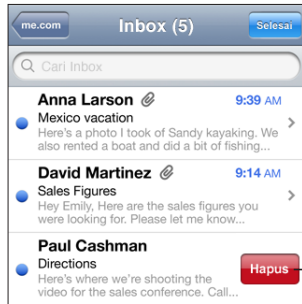 me.com
Inbox (5)
Selesai
Cari Inbox
Anna Larson
9:39 AM
Mexico vacation
Here's a photo I took of Sandy kayaking. We
also rented a boat and did a bit of fishing...
David Martinez
9:14 AM
Sales Figures
Hey Emily, Here are the sales figures you
were looking for. Please let me know...
Paul Cashman
Directions
Hapus
Here's where we're shooting the
video for the sales conference. Call...